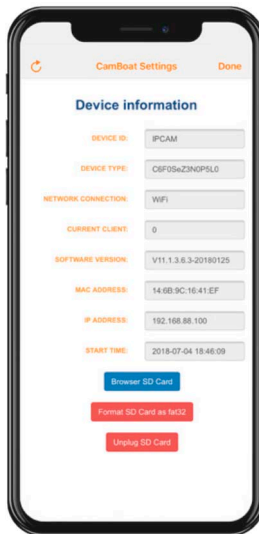 CamBoat Settings Done
Device information
DEVICE ID: IPCAM
DEVICE TYPE: C6F0SeZ3N0P5L0
NETWORK CONNECTION: WiFi
CURRENT CLIENT: 0
SOFTWARE VERSION: V11.1.3.6.3-20180125
MAC ADDRESS: 14:6B:9C:16:41:EF
IP ADDRESS: 192.168.88.100
START TIME: 2018-07-04 18:46:09
Browser SD Card
Format SD Card as fat32
Unplug SD Card